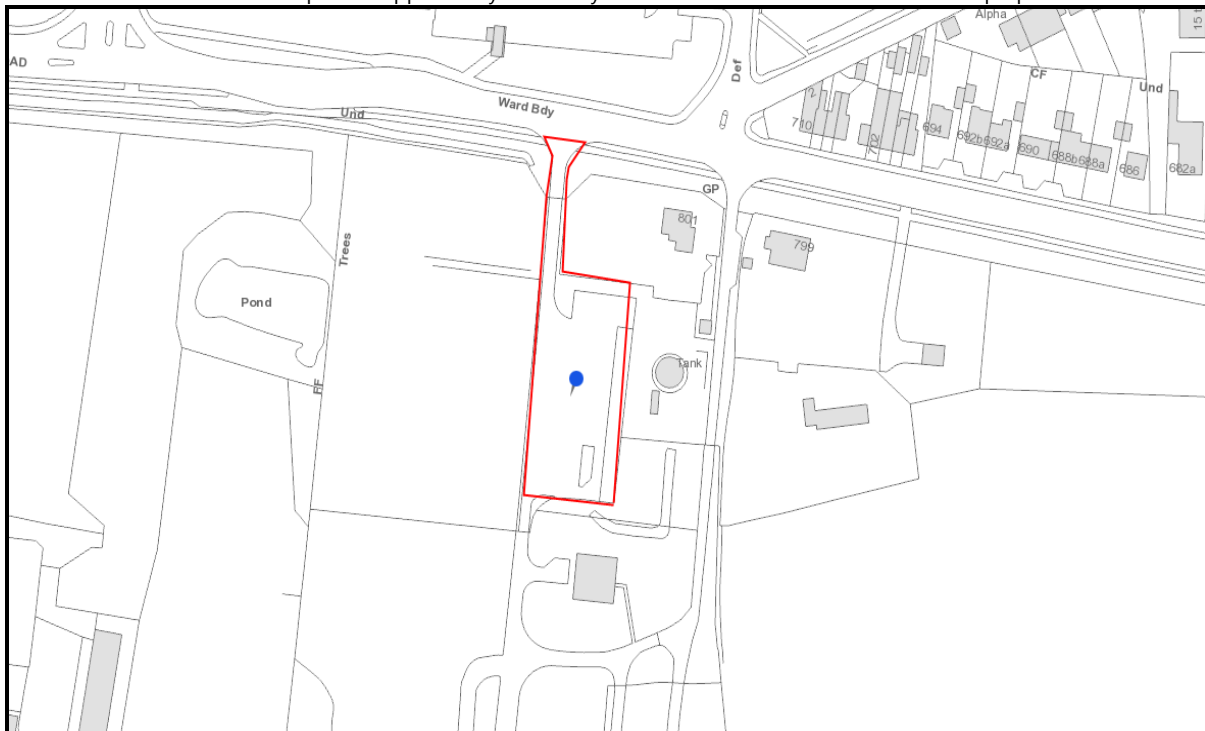 Alpha
15
AD
Def
CF
Und
Ward Bdy
Und
710
702
694
692b
692a
690
688b
688a
686
682a
GP
801
799
Trees
Pond
Tank
FF